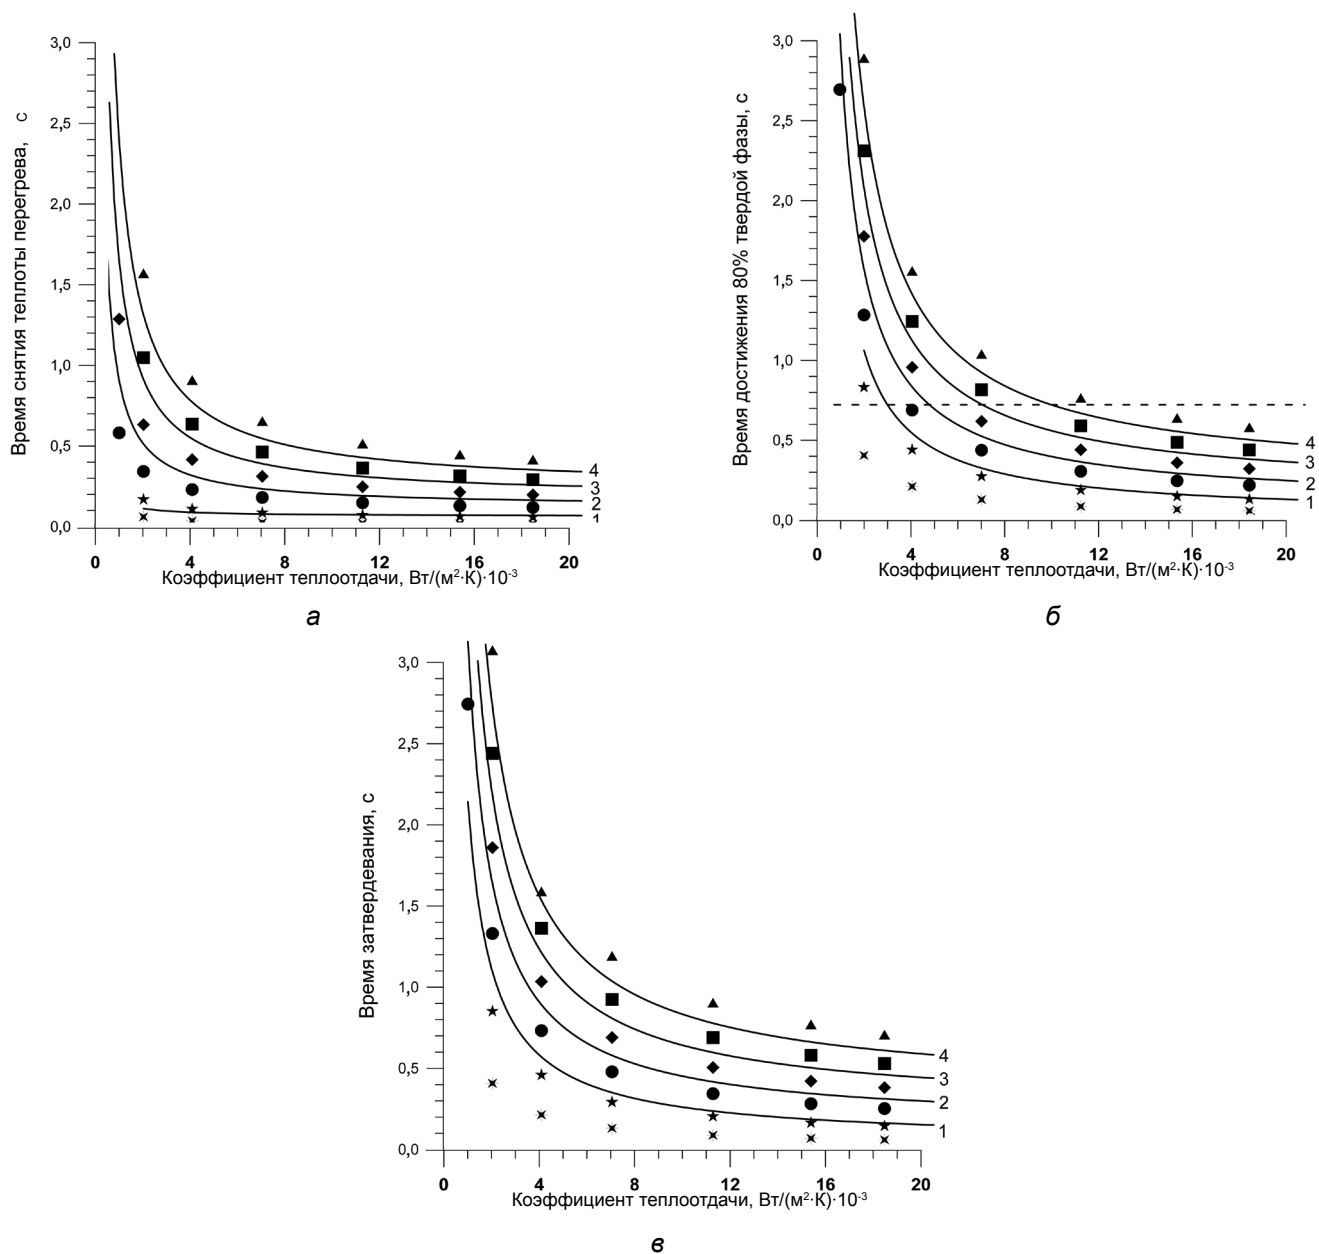 Время снятия теплоты перегрева, с
3,0
2,5
2,0
1,5
1,0
0,5
0,0
4
3
2
1
0 4 8 12 16 20
Коэффициент теплоотдачи, Вт/(м²·К)·10⁻³
а
Время достижения 80% твердой фазы, с
3,0
2,5
2,0
1,5
1,0
0,5
0,0
4
3
2
1
0 4 8 12 16 20
Коэффициент теплоотдачи, Вт/(м²·К)·10⁻³
б
Время затвердевания, с
3,0
2,5
2,0
1,5
1,0
0,5
0,0
4
3
2
1
0 4 8 12 16 20
Коэффициент теплоотдачи, Вт/(м²·К)·10⁻³
в